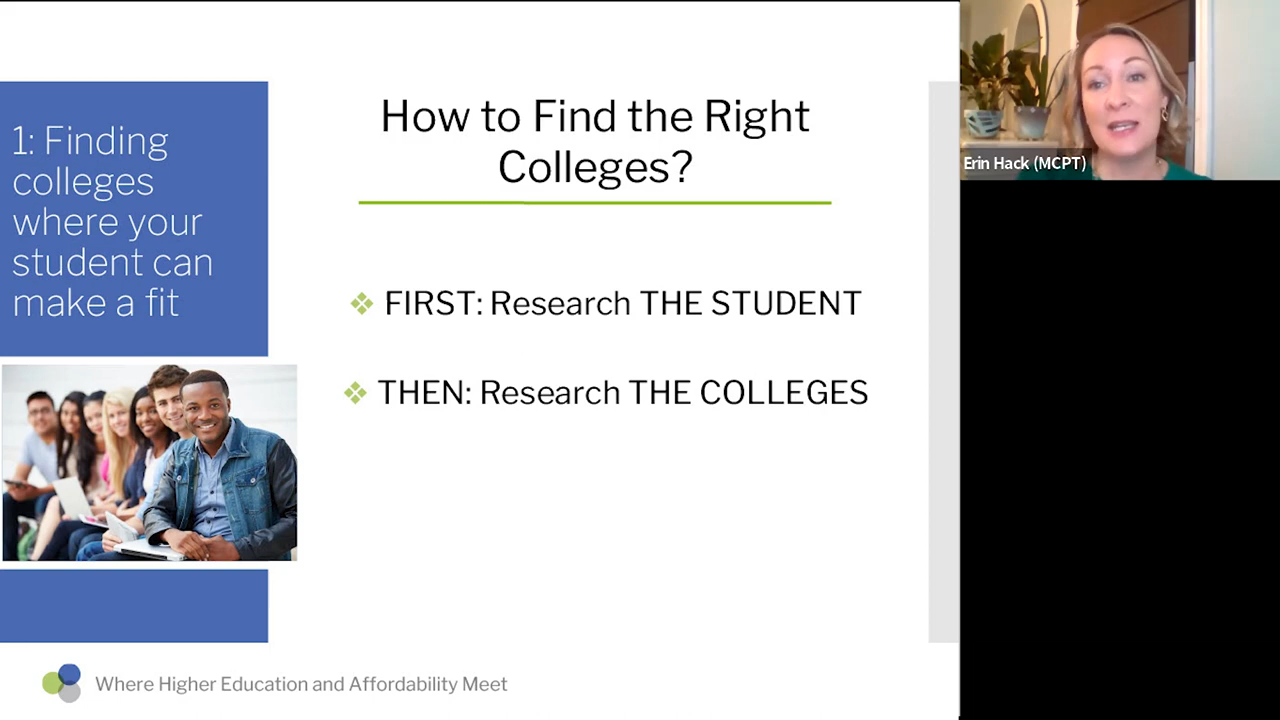 1: Finding
colleges
where your
student can
make a fit
How to Find the Right
Colleges?
❖ FIRST: Research THE STUDENT
❖ THEN: Research THE COLLEGES
Where Higher Education and Affordability Meet
Erin Hack (MCPT)